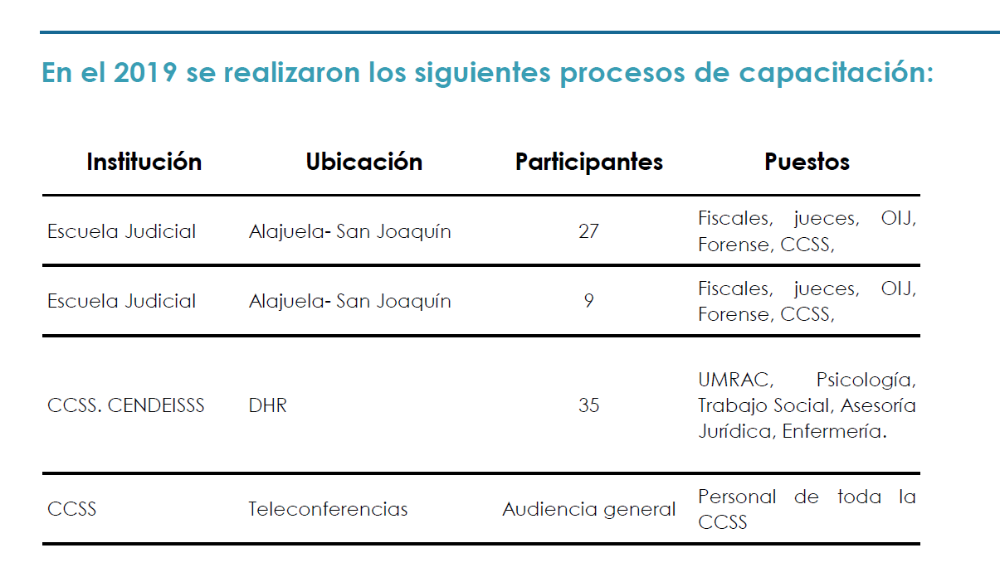 En el 2019 se realizaron los siguientes procesos de capacitación:
Institución Ubicación Participantes Puestos
Escuela Judicial Alajuela- San Joaquín 27 Fiscales, jueces, OIJ,
Forense, CCSS,
Escuela Judicial Alajuela- San Joaquín 9 Fiscales, jueces, OIJ,
Forense, CCSS,
CCSS. CENDEISSS DHR 35 UMRAC, Psicología,
Trabajo Social, Asesoría
Jurídica, Enfermería.
CCSS Teleconferencias Audiencia general Personal de toda la
CCSS